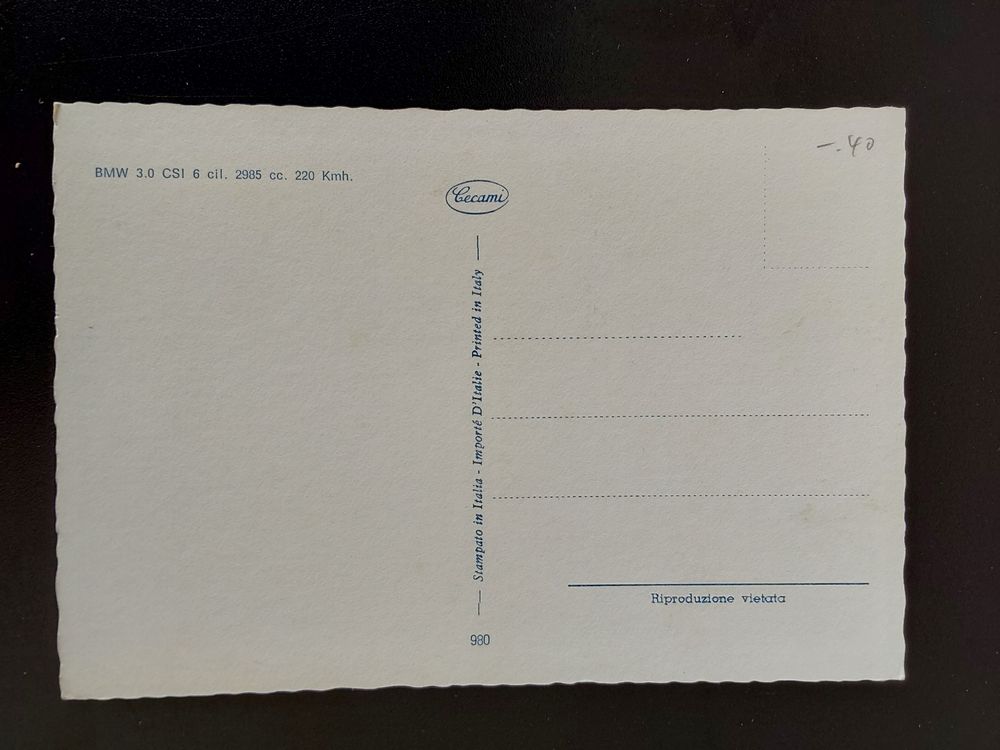 BMW 3.0 CSI 6 cil. 2985 cc. 220 Kmh.
Cecami
Stampato in Italia - Importé D'Italie - Printed in Italy
980
-.40
Riproduzione vietata